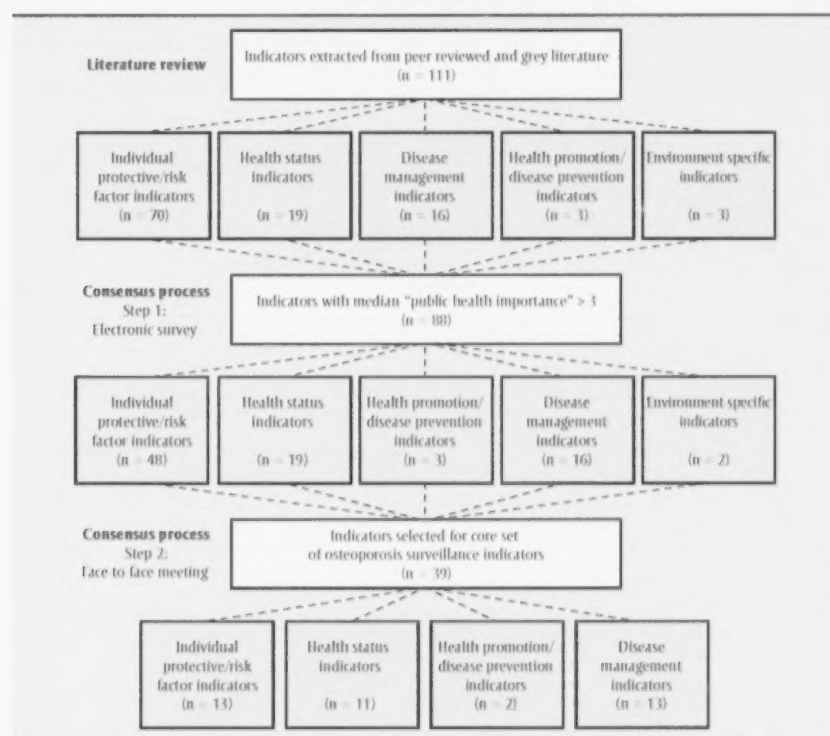 Literature review
Indicators extracted from peer reviewed and grey literature
(n = 111)
Individual
protective/risk
factor indicators
(n = 70)
Health status
indicators
(n = 19)
Disease
management
indicators
(n = 16)
Health promotion/
disease prevention
indicators
(n = 3)
Environment specific
indicators
(n = 3)
Consensus process
Step 1:
Electronic survey
Indicators with median "public health importance" > 3
(n = 88)
Individual
protective/risk
factor indicators
(n = 48)
Health status
indicators
(n = 19)
Health promotion/
disease prevention
indicators
(n = 3)
Disease
management
indicators
(n = 16)
Environment specific
indicators
(n = 2)
Consensus process
Step 2:
Face to face meeting
Indicators selected for core set
of osteoporosis surveillance indicators
(n = 39)
Individual
protective/risk
factor indicators
(n = 13)
Health status
indicators
(n = 11)
Health promotion/
disease prevention
indicators
(n = 2)
Disease
management
indicators
(n = 13)